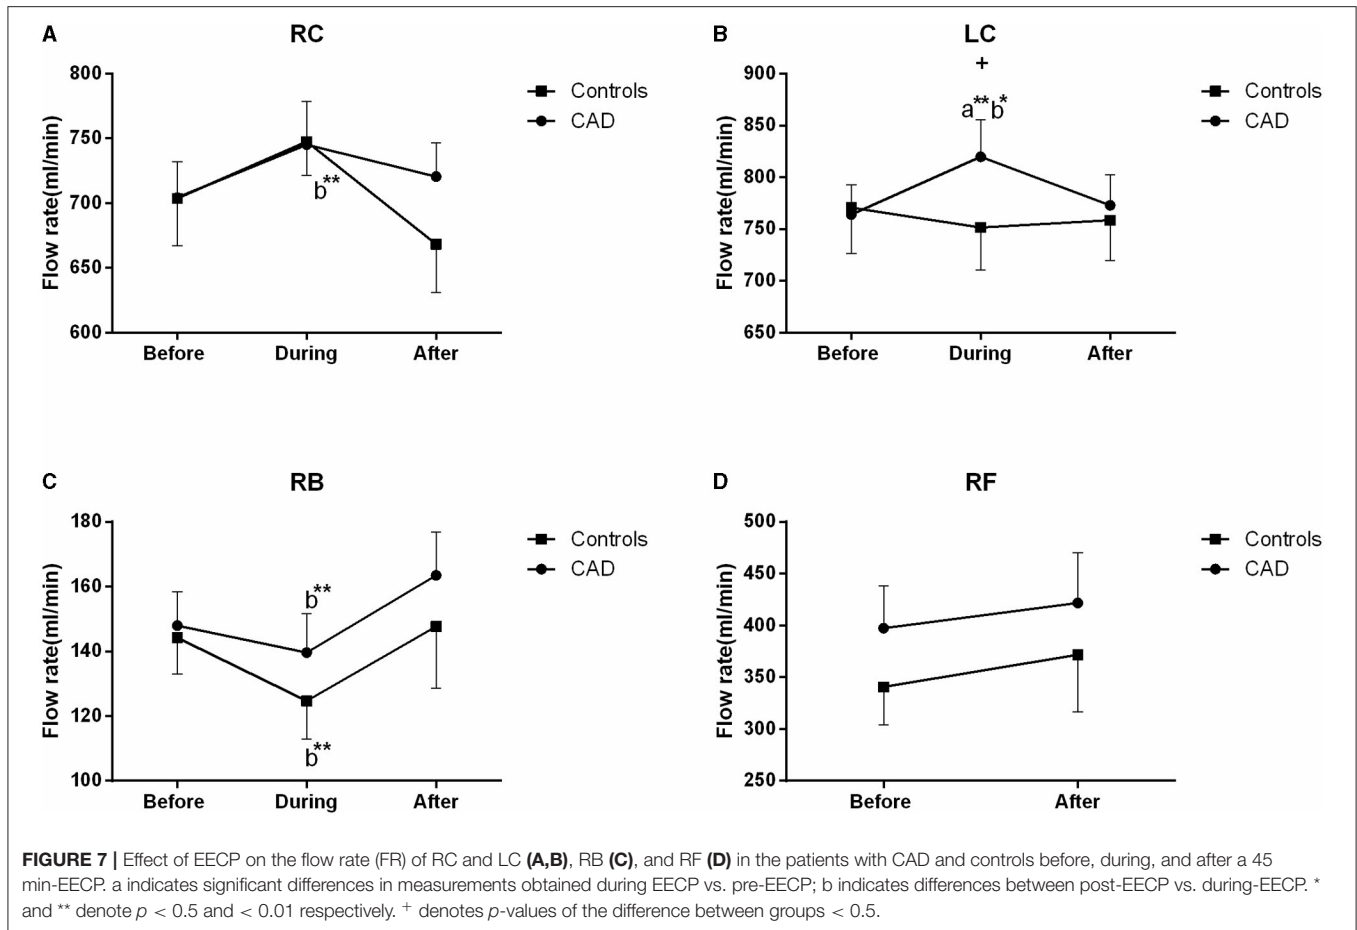 A
RC
800
750
700
650
600
Flow rate(ml/min)
Before
During
After
b**
Controls
CAD
B
LC
+
a**b*
900
850
800
750
700
650
Flow rate(ml/min)
Before
During
After
Controls
CAD
C
RB
180
160
140
120
100
Flow rate(ml/min)
b**
b**
Before
During
After
Controls
CAD
D
RF
500
450
400
350
300
250
Flow rate(ml/min)
Before
After
Controls
CAD
FIGURE 7 | Effect of EECP on the flow rate (FR) of RC and LC (A,B), RB (C), and RF (D) in the patients with CAD and controls before, during, and after a 45
min-EECP. a indicates significant differences in measurements obtained during EECP vs. pre-EECP; b indicates differences between post-EECP vs. during-EECP. *
and ** denote p < 0.5 and < 0.01 respectively. + denotes p-values of the difference between groups < 0.5.